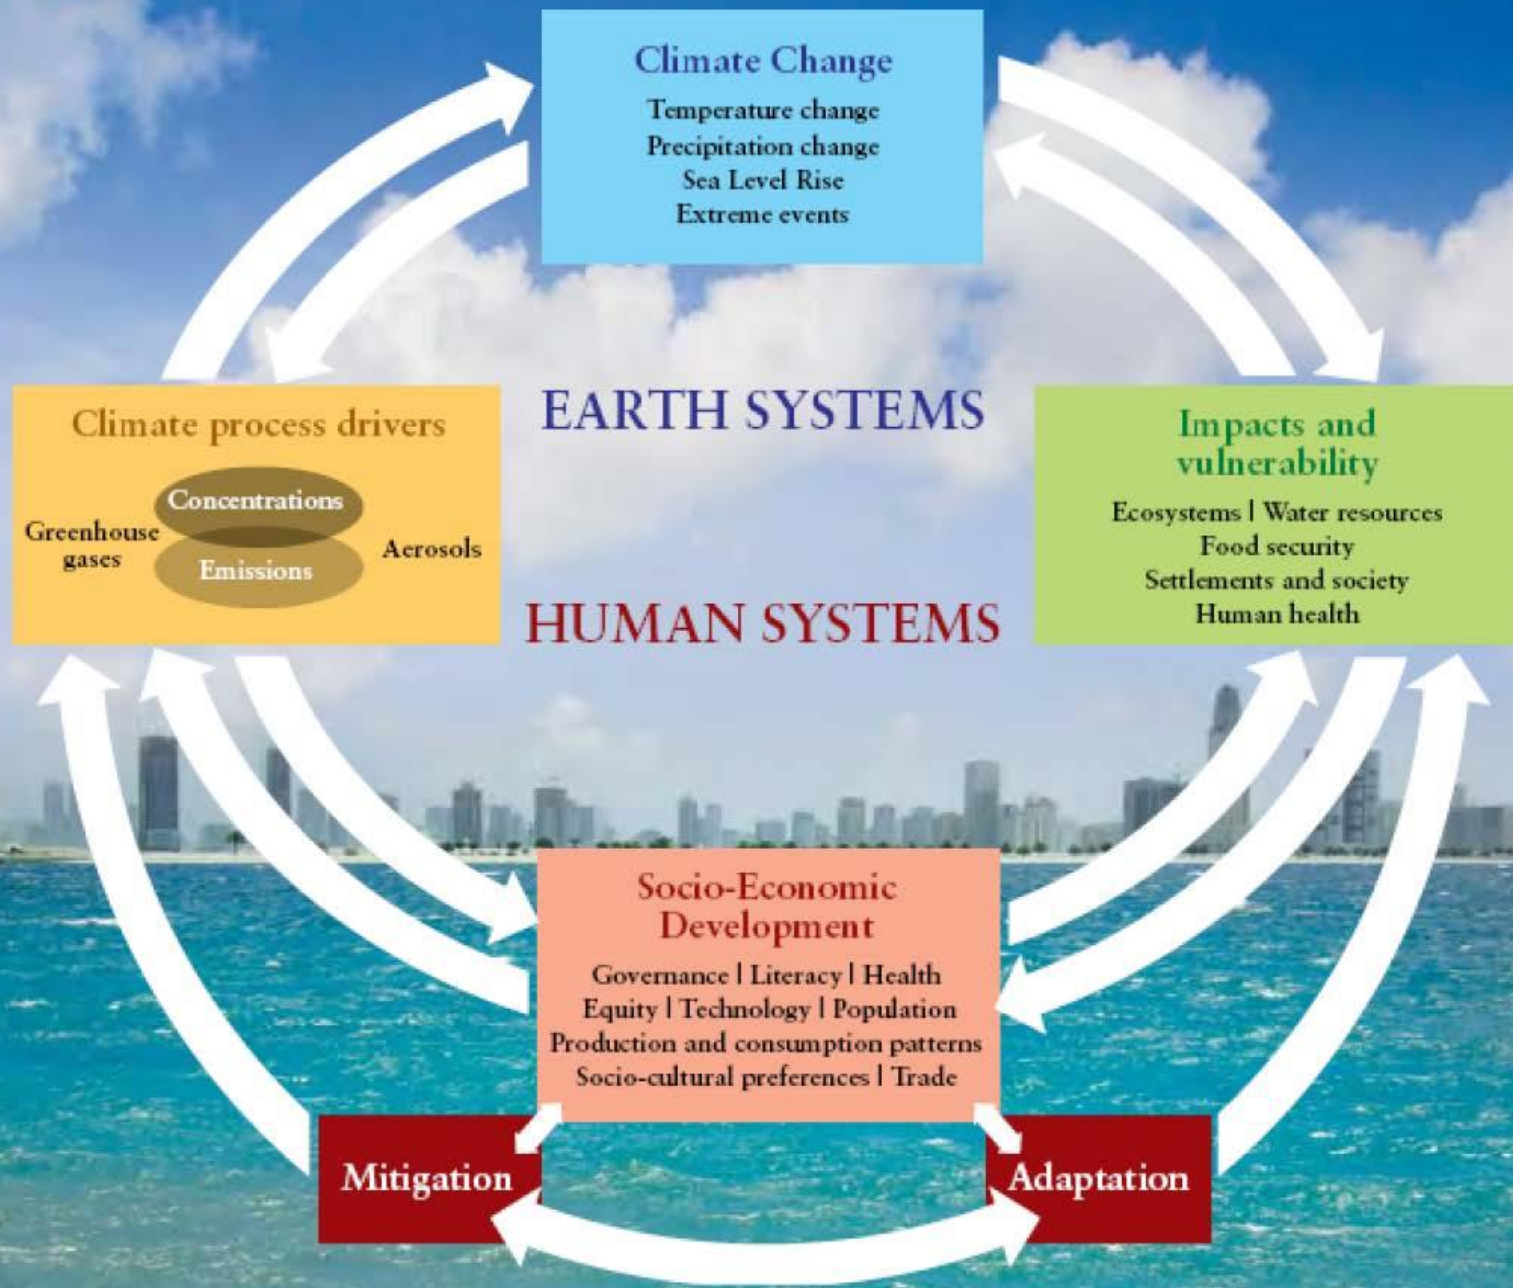 Climate Change
Temperature change
Precipitation change
Sea Level Rise
Extreme events
EARTH SYSTEMS
Climate process drivers
Concentrations
Greenhouse
gases
Emissions
Aerosols
Impacts and
vulnerability
Ecosystems | Water resources
Food security
Settlements and society
Human health
HUMAN SYSTEMS
Socio-Economic
Development
Governance | Literacy | Health
Equity | Technology | Population
Production and consumption patterns
Socio-cultural preferences | Trade
Mitigation
Adaptation